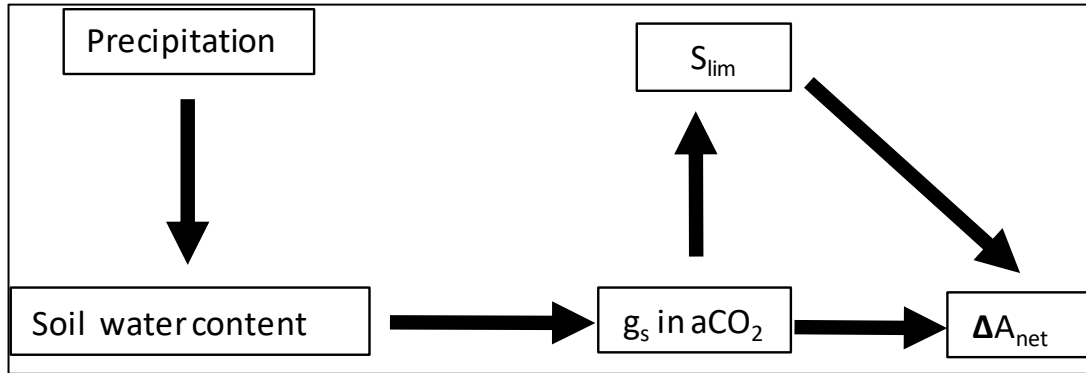 Precipitation
S_lim
Soil water content
g_s in aCO_2
ΔA_net